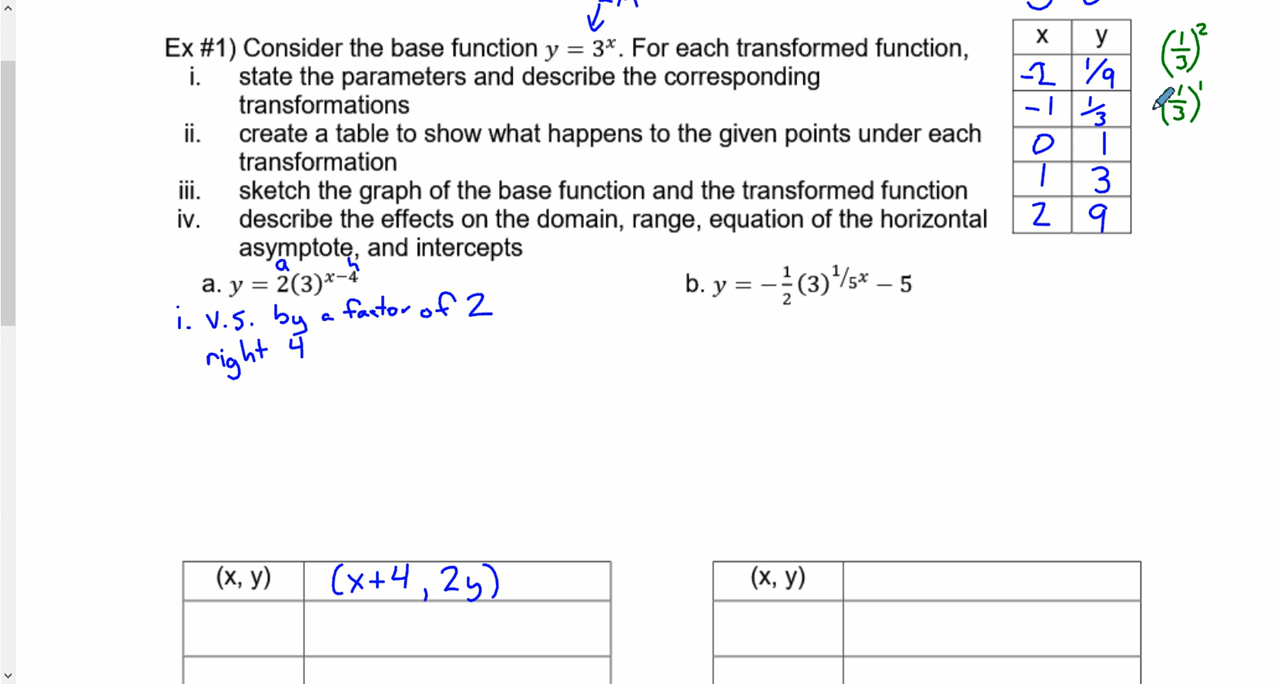 Ex #1) Consider the base function y = 3ˣ. For each transformed function,
i. state the parameters and describe the corresponding
transformations
ii. create a table to show what happens to the given points under each
transformation
iii. sketch the graph of the base function and the transformed function
iv. describe the effects on the domain, range, equation of the horizontal
asymptote, and intercepts
a h
a. y = 2(3)ˣ⁻⁴
i. v.s. by a factor of 2
right 4
b. y = -1/2(3)^(1/5x) - 5
x y
-2 1/9
-1 1/3
0 1
1 3
2 9
(1/3)²
(1/3)¹
(x, y) (x+4, 2y)
(x, y)